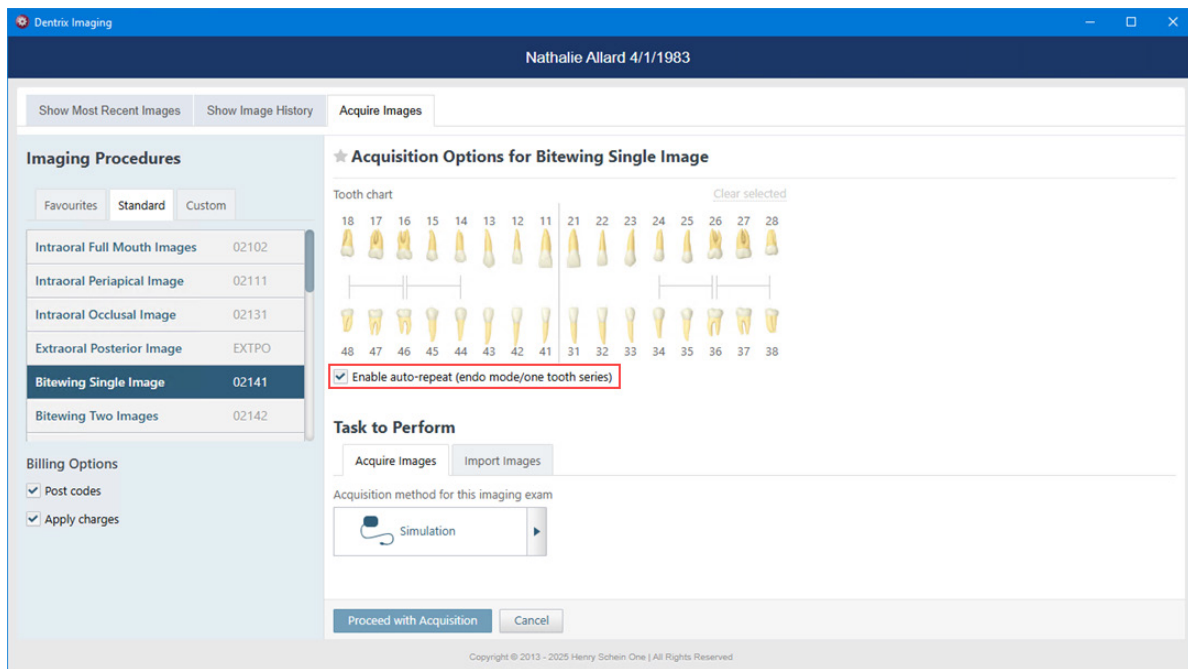 Dentrix Imaging
Nathalie Allard 4/1/1983
Show Most Recent Images Show Image History Acquire Images
Imaging Procedures
Favourites Standard Custom
Intraoral Full Mouth Images 02102
Intraoral Periapical Image 02111
Intraoral Occlusal Image 02131
Extraoral Posterior Image EXTPO
Bitewing Single Image 02141
Bitewing Two Images 02142
Billing Options
Post codes
Apply charges
Acquisition Options for Bitewing Single Image
Tooth chart Clear selected
18 17 16 15 14 13 12 11 21 22 23 24 25 26 27 28
48 47 46 45 44 43 42 41 31 32 33 34 35 36 37 38
Enable auto-repeat (endo mode/one tooth series)
Task to Perform
Acquire Images Import Images
Acquisition method for this imaging exam
Simulation
Proceed with Acquisition Cancel
Copyright © 2013 - 2025 Henry Schein One | All Rights Reserved